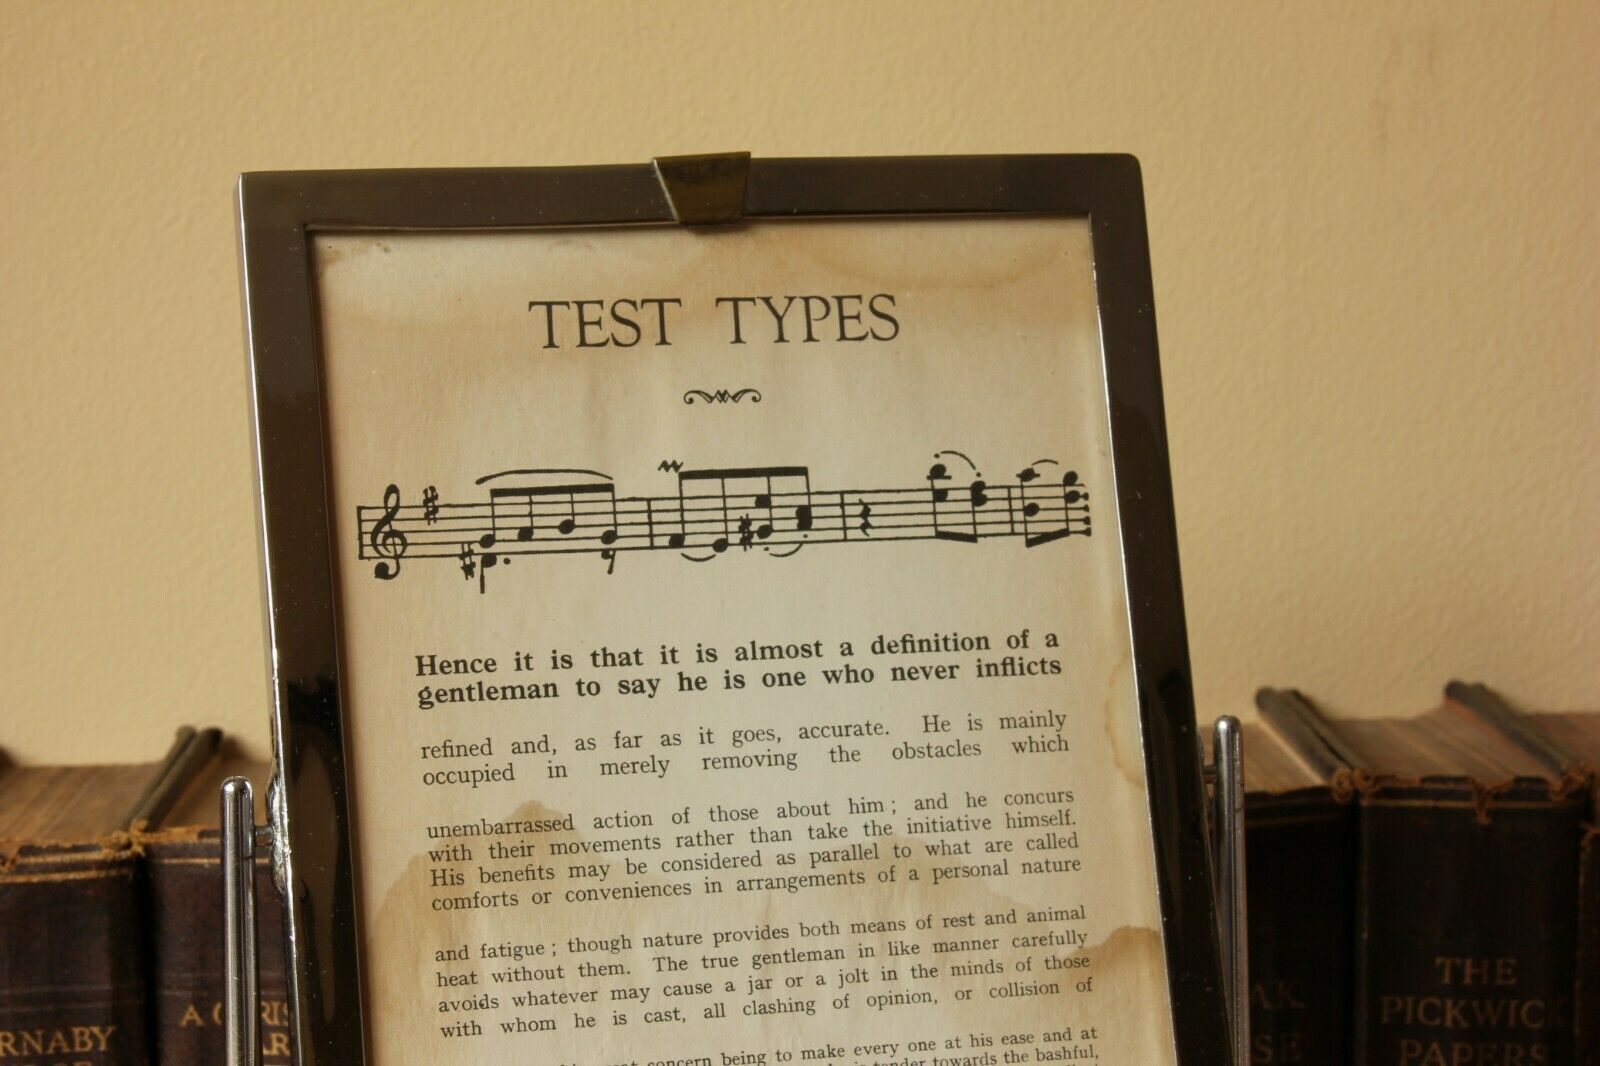 TEST TYPES
Hence it is that it is almost a definition of a
gentleman to say he is one who never inflicts
refined and, as far as it goes, accurate. He is mainly
occupied in merely removing the obstacles which
unembarrassed action of those about him ; and he concurs
with their movements rather than take the initiative himself.
His benefits may be considered as parallel to what are called
comforts or conveniences in arrangements of a personal nature
and fatigue ; though nature provides both means of rest and animal
heat without them. The true gentleman in like manner carefully
avoids whatever may cause a jar or a jolt in the minds of those
with whom he is cast, all clashing of opinion, or collision of
concern being to make every one at his ease and at
is tender towards the bashful,
RNABY
A
THE
PICKWICK
PAPERS